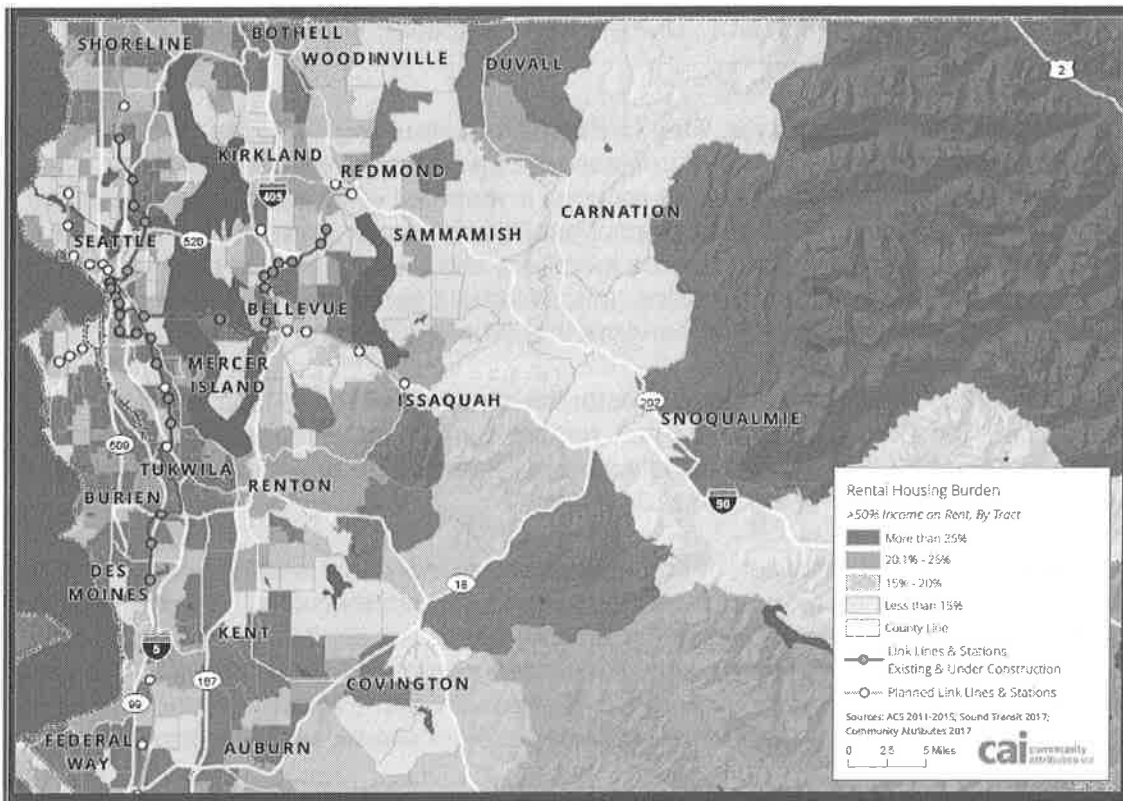 SHORELINE
BOTHELL
WOODINVILLE
DUVALL
2
KIRKLAND
REDMOND
405
CARNATION
SEATTLE
520
SAMMAMISH
BELLEVUE
MERCER
ISLAND
ISSAQUAH
202
SNOQUALMIE
509
TUKWILA
RENTON
BURIEN
90
DES
MOINES
18
KENT
5
167
COVINGTON
99
FEDERAL
WAY
AUBURN
Rental Housing Burden
>50% Income on Rent, By Tract
More than 25%
20.1% - 25%
15% - 20%
Less than 15%
County Line
Link Lines & Stations,
Existing & Under Construction
Planned Link Lines & Stations
Sources: ACS 2011-2015; Sound Transit 2017;
Community Attributes 2017
0 2.5 5 Miles
cai community
attributes inc